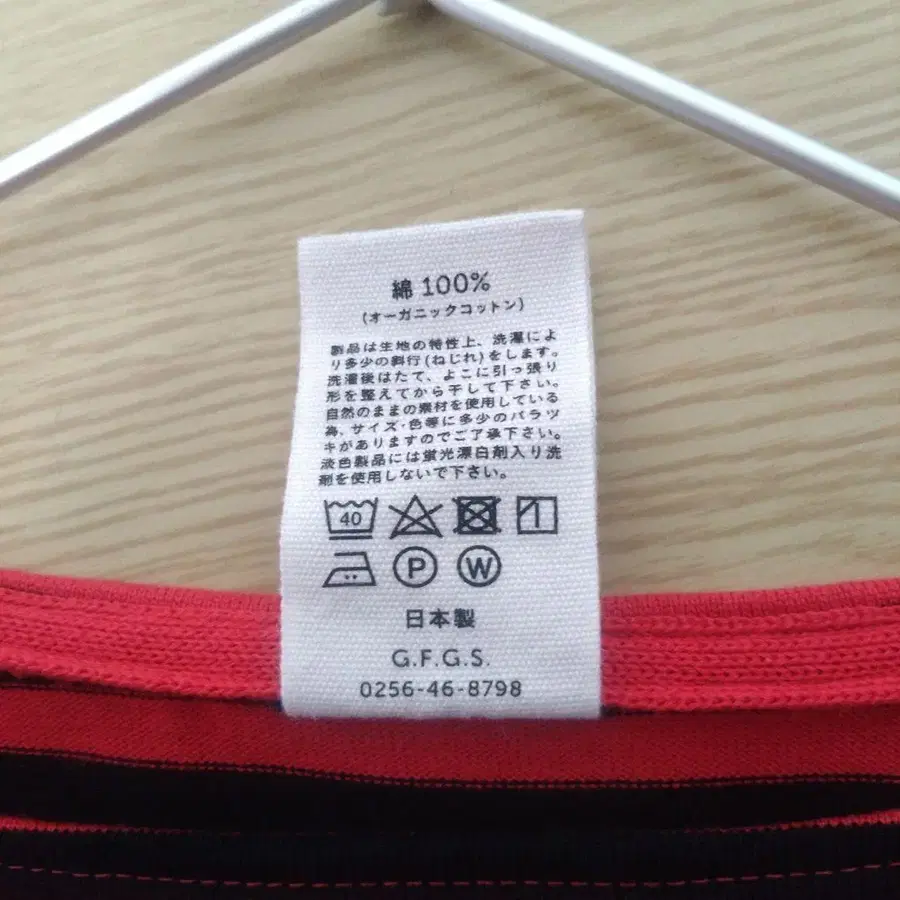 綿 100%
(オーガニックコットン)
製品は生地の特性上、洗濯によ
り多少の斜行(ねじれ)をします。
洗濯後はたて、よこに引っ張り
形を整えてから干して下さい。
自然のままの素材を使用している
為、サイズ・色等に多少のバラツ
キがありますのでご了承下さい。
淡色製品には蛍光漂白剤入り洗
剤を使用しないで下さい。
40
P W
日本製
G.F.G.S.
0256-46-8798